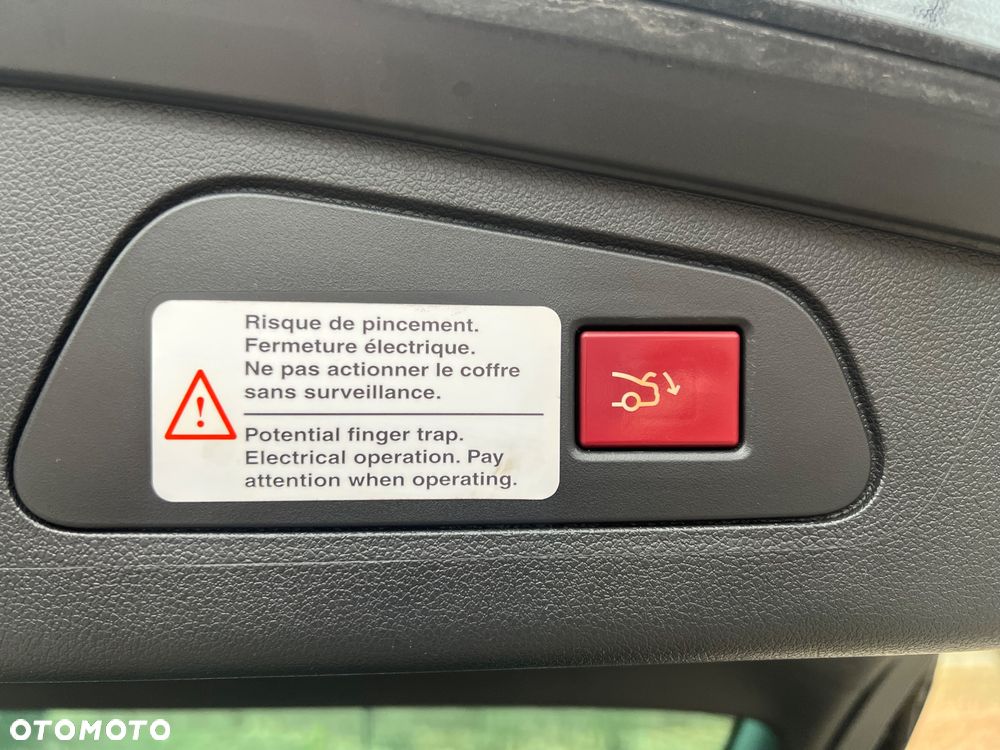 Risque de pincement.
Fermeture électrique.
Ne pas actionner le coffre
sans surveillance.
Potential finger trap.
Electrical operation. Pay
attention when operating.
OTOMOTO